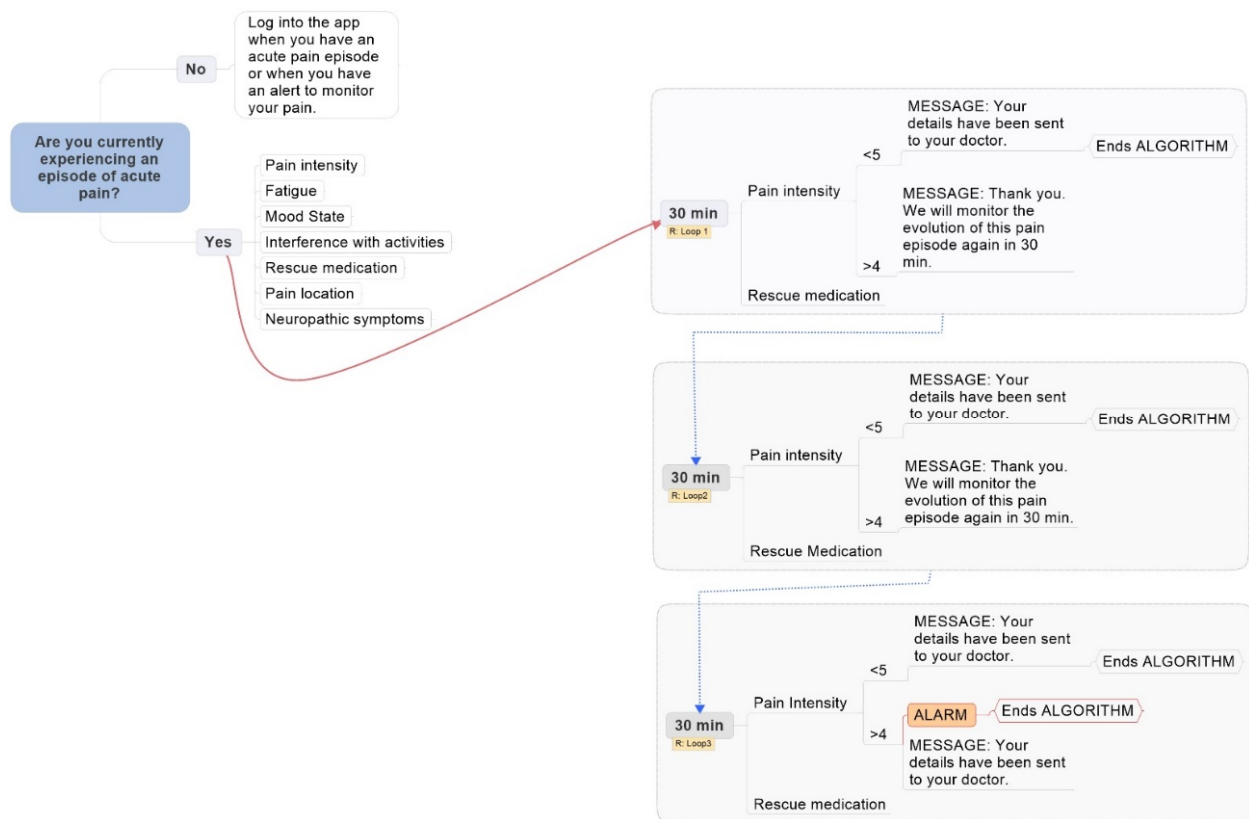 Log into the app
when you have an
acute pain episode
or when you have
an alert to monitor
your pain.
No
Are you currently
experiencing an
episode of acute
pain?
Yes
Pain intensity
Fatigue
Mood State
Interference with activities
Rescue medication
Pain location
Neuropathic symptoms
30 min
R: Loop 1
Pain intensity
<5
MESSAGE: Your
details have been sent
to your doctor.
Ends ALGORITHM
>4
MESSAGE: Thank you.
We will monitor the
evolution of this pain
episode again in 30
min.
Rescue medication
30 min
R: Loop2
Pain intensity
<5
MESSAGE: Your
details have been sent
to your doctor.
Ends ALGORITHM
>4
MESSAGE: Thank you.
We will monitor the
evolution of this pain
episode again in 30 min.
Rescue Medication
30 min
R: Loop3
Pain Intensity
<5
MESSAGE: Your
details have been sent
to your doctor.
Ends ALGORITHM
>4
ALARM
Ends ALGORITHM
MESSAGE: Your
details have been sent
to your doctor.
Rescue medication